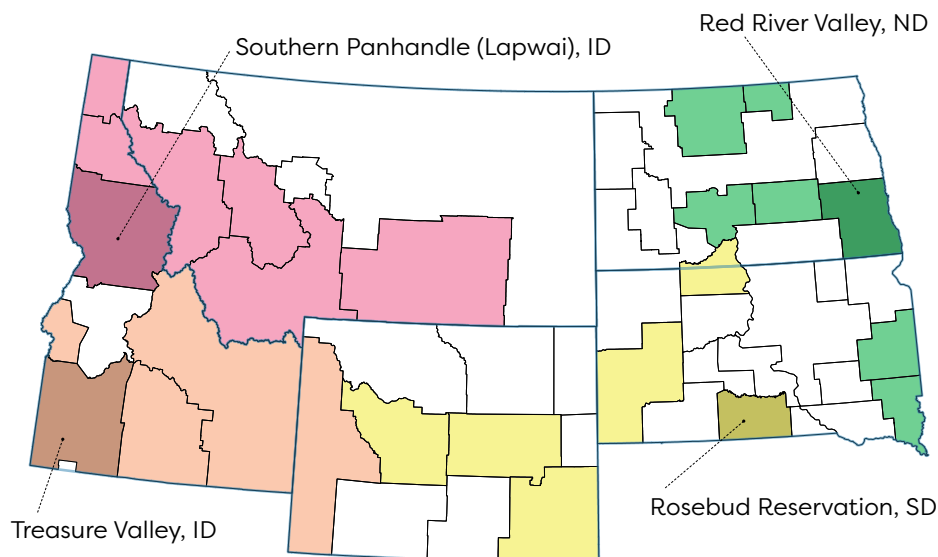 Red River Valley, ND
Southern Panhandle (Lapwai), ID
Rosebud Reservation, SD
Treasure Valley, ID